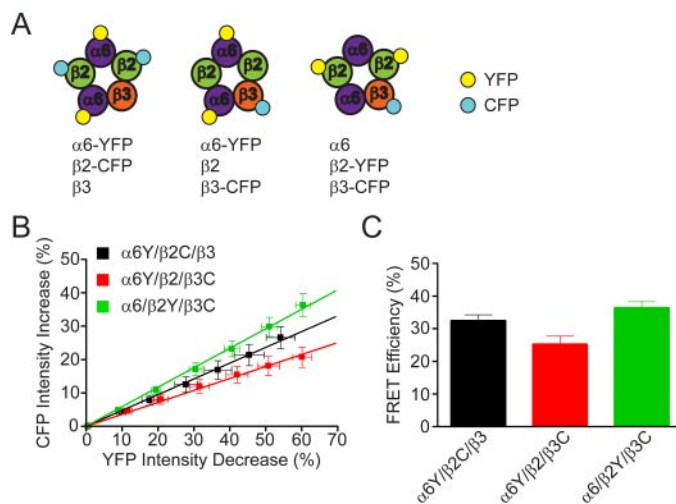 A
α6
β2
β2
α6
β3
α6
β2
β2
α6
β3
α6
β2
β2
α6
β3
YFP
CFP
α6-YFP
β2-CFP
β3
α6-YFP
β2
β3-CFP
α6
β2-YFP
β3-CFP
B
α6Y/β2C/β3
α6Y/β2/β3C
α6/β2Y/β3C
CFP Intensity Increase (%)
50
40
30
20
10
0
0 10 20 30 40 50 60 70
YFP Intensity Decrease (%)
C
FRET Efficiency (%)
50
40
30
20
10
0
α6Y/β2C/β3
α6Y/β2/β3C
α6/β2Y/β3C